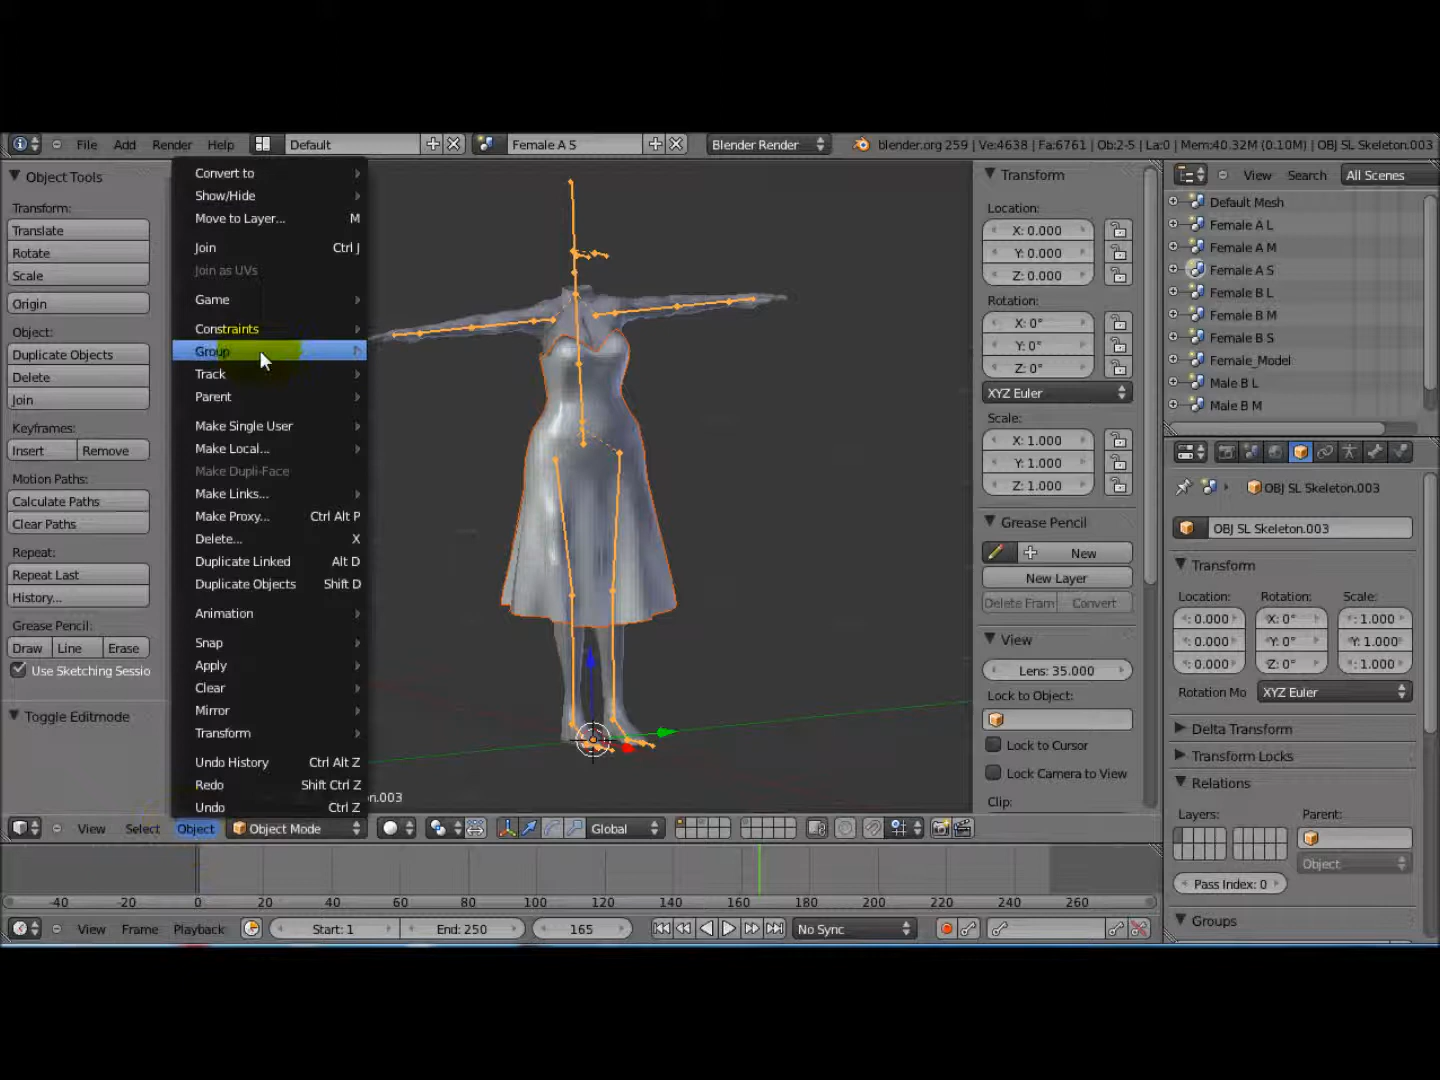 File Add Render Help Default Female A S Blender Render blender.org 259 | Ve:4638 | Fa:6761 | Ob:2-5 | La:0 | Mem:40.32M (0.10M) | OBJ SL Skeleton.003
Object Tools
Transform:
Translate
Rotate
Scale
Origin
Object:
Duplicate Objects
Delete
Join
Keyframes:
Insert Remove
Motion Paths:
Calculate Paths
Clear Paths
Repeat:
Repeat Last
History...
Grease Pencil:
Draw Line Erase
Use Sketching Sessio
Toggle Editmode
Convert to
Show/Hide
Move to Layer... M
Join Ctrl J
Join as UVs
Game
Constraints
Group
Track
Parent
Make Single User
Make Local...
Make Dupli-Face
Make Links...
Make Proxy... Ctrl Alt P
Delete... X
Duplicate Linked Alt D
Duplicate Objects Shift D
Animation
Snap
Apply
Clear
Mirror
Transform
Undo History Ctrl Alt Z
Redo Shift Ctrl Z
Undo Ctrl Z
on.003
View Select Object Object Mode Global
Transform
Location:
X: 0.000
Y: 0.000
Z: 0.000
Rotation:
X: 0°
Y: 0°
Z: 0°
XYZ Euler
Scale:
X: 1.000
Y: 1.000
Z: 1.000
Grease Pencil
New
New Layer
Delete Fram Convert
View
Lens: 35.000
Lock to Object:
Lock to Cursor
Lock Camera to View
Clip:
View Search All Scenes
Default Mesh
Female A L
Female A M
Female A S
Female B L
Female B M
Female B S
Female_Model
Male B L
Male B M
OBJ SL Skeleton.003
OBJ SL Skeleton.003
Transform
Location: Rotation: Scale:
: 0.000 X: 0° : 1.000
: 0.000 Y: 0° Y: 1.000
: 0.000 Z: 0° : 1.000
Rotation Mo XYZ Euler
Delta Transform
Transform Locks
Relations
Layers: Parent:
Object
Pass Index: 0
Groups
-40 -20 0 20 40 60 80 100 120 140 160 180 200 220 240 260
View Frame Playback Start: 1 End: 250 165 No Sync